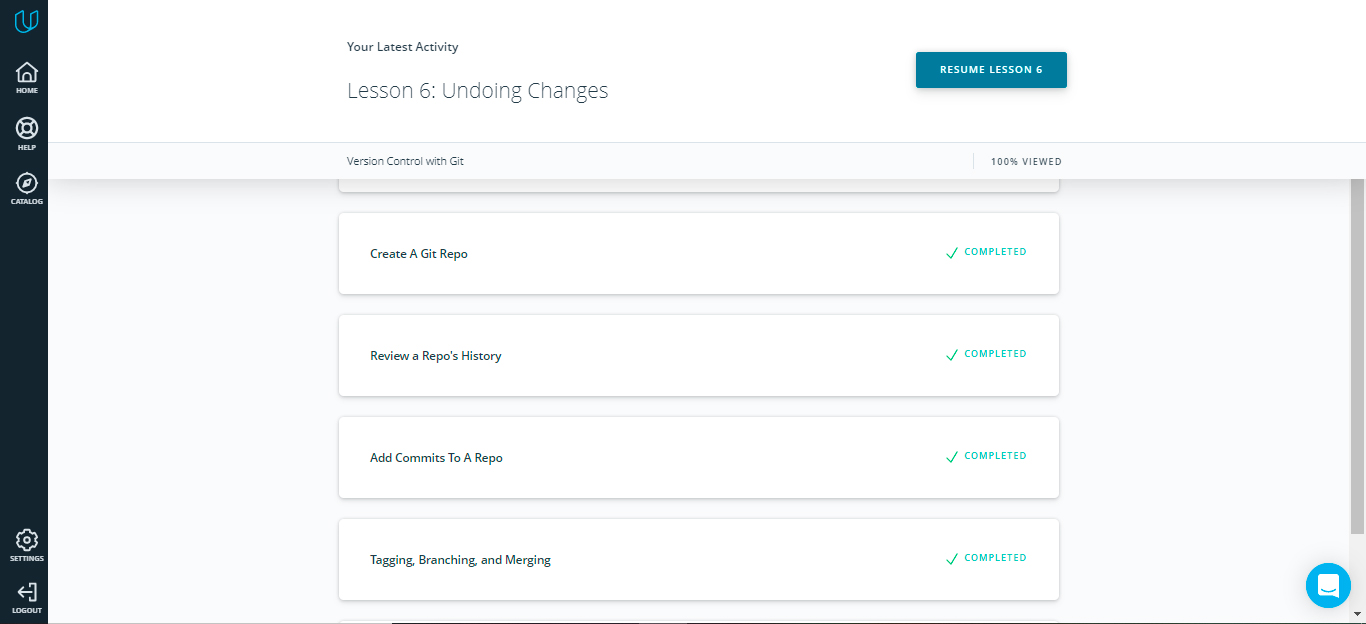 HOME
HELP
CATALOG
SETTINGS
LOGOUT
Your Latest Activity
Lesson 6: Undoing Changes
RESUME LESSON 6
Version Control with Git
100% VIEWED
Create A Git Repo
COMPLETED
Review a Repo's History
COMPLETED
Add Commits To A Repo
COMPLETED
Tagging, Branching, and Merging
COMPLETED